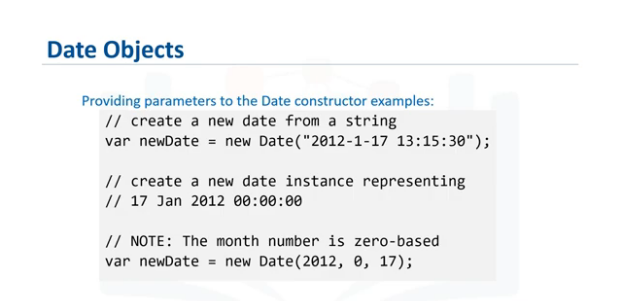 Date Objects
Providing parameters to the Date constructor examples:
// create a new date from a string
var newDate = new Date("2012-1-17 13:15:30");
// create a new date instance representing
// 17 Jan 2012 00:00:00
// NOTE: The month number is zero-based
var newDate = new Date(2012, 0, 17);